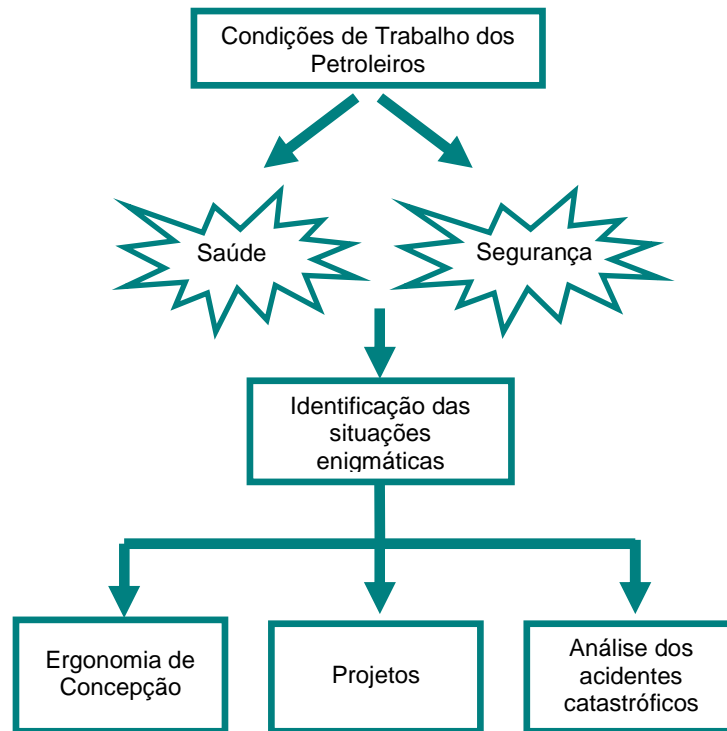 Condições de Trabalho dos
Petroleiros
Saúde
Segurança
Identificação das
situações
enigmáticas
Ergonomia de
Concepção
Projetos
Análise dos
acidentes
catastróficos